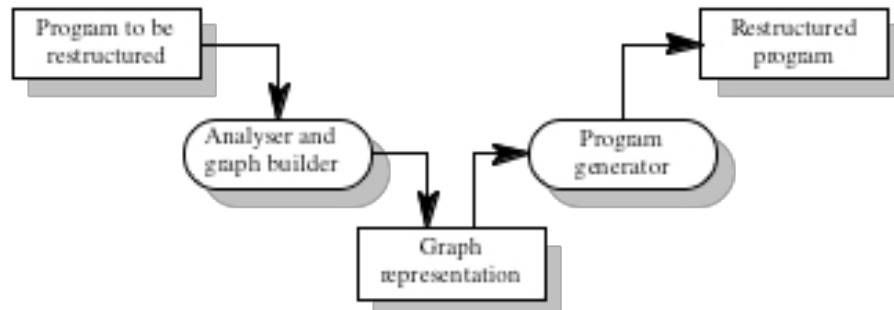 Program to be
restructured
Restructured
program
Analyser and
graph builder
Program
generator
Graph
representation